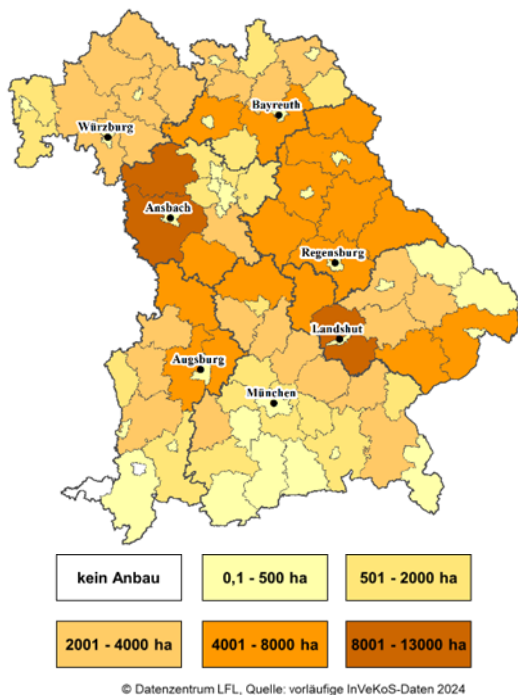 Bayreuth
Würzburg
Ansbach
Regensburg
Landshut
Augsburg
München
kein Anbau
0,1 - 500 ha
501 - 2000 ha
2001 - 4000 ha
4001 - 8000 ha
8001 - 13000 ha
© Datenzentrum LFL, Quelle: vorläufige InVeKoS-Daten 2024